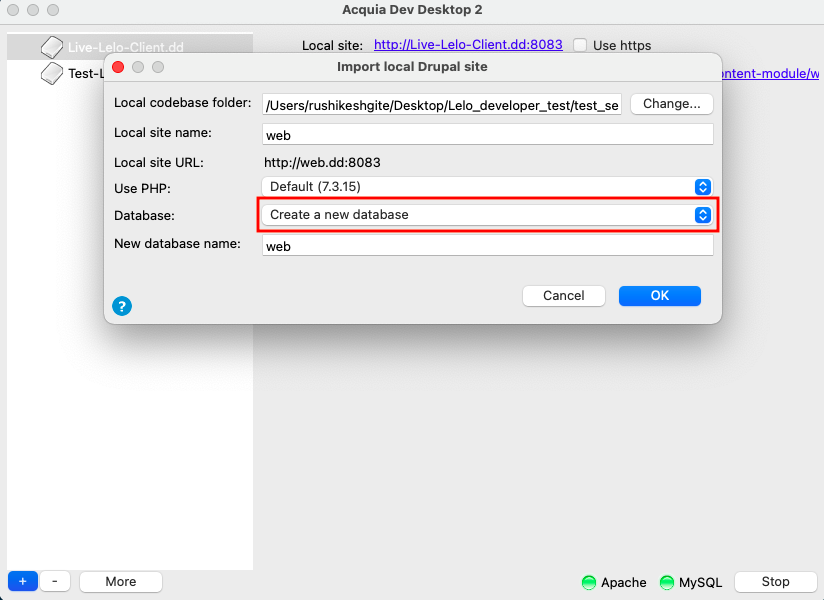 Acquia Dev Desktop 2
Live-Lelo-Client.dd
Local site: http://Live-Lelo-Client.dd:8083 Use https
Test-L
ontent-module/w
Import local Drupal site
Local codebase folder: /Users/rushikeshgite/Desktop/Lelo_developer_test/test_se Change...
Local site name: web
Local site URL: http://web.dd:8083
Use PHP: Default (7.3.15)
Database: Create a new database
New database name: web
? Cancel OK
+ - More Apache MySQL Stop